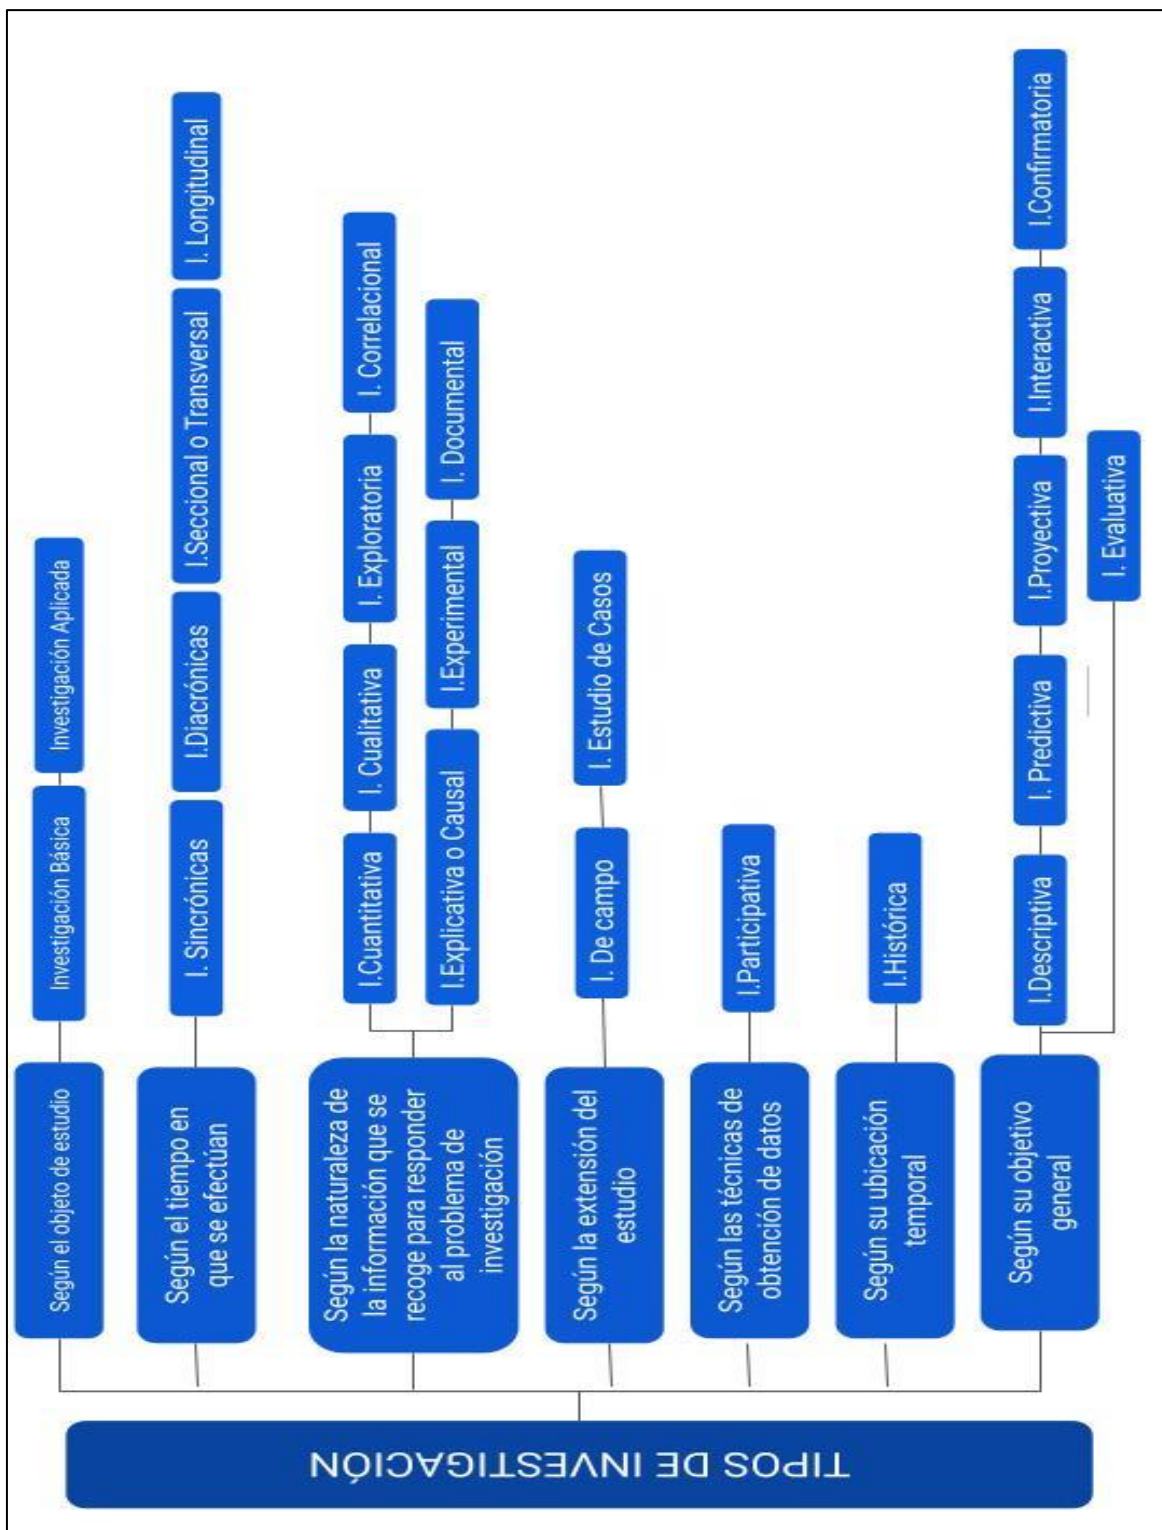 TIPOS DE INVESTIGACIÓN
Según el objeto de estudio
Investigación Básica
Investigación Aplicada
Según el tiempo en
que se efectúan
I. Sincrónicas
I.Diacrónicas
I.Seccional o Transversal
I. Longitudinal
Según la naturaleza de
la información que se
recoge para responder
al problema de
investigación
I.Cuantitativa
I. Cualitativa
I. Exploratoria
I. Correlacional
I.Explicativa o Causal
I.Experimental
I. Documental
Según la extensión del
estudio
I. De campo
I. Estudio de Casos
Según las técnicas de
obtención de datos
I.Participativa
Según su ubicación
temporal
I.Histórica
Según su objetivo
general
I.Descriptiva
I. Predictiva
I.Proyectiva
I.Interactiva
I.Confirmatoria
I. Evaluativa